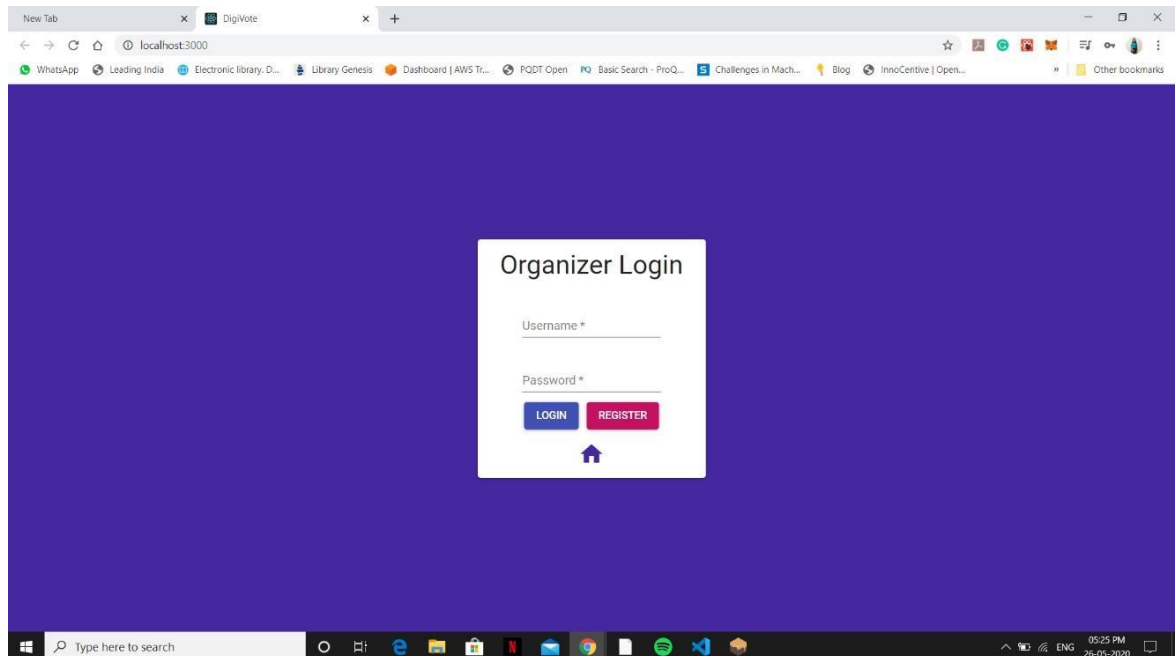 New Tab
DigiVote
localhost:3000
WhatsApp Leading India Electronic library. D... Library Genesis Dashboard | AWS Tr... PQDT Open PQ Basic Search - ProQ... S Challenges in Mach... Blog InnoCentive | Open... » Other bookmarks
Organizer Login
Username *
Password *
LOGIN REGISTER
Type here to search
ENG
05:25 PM
26-05-2020